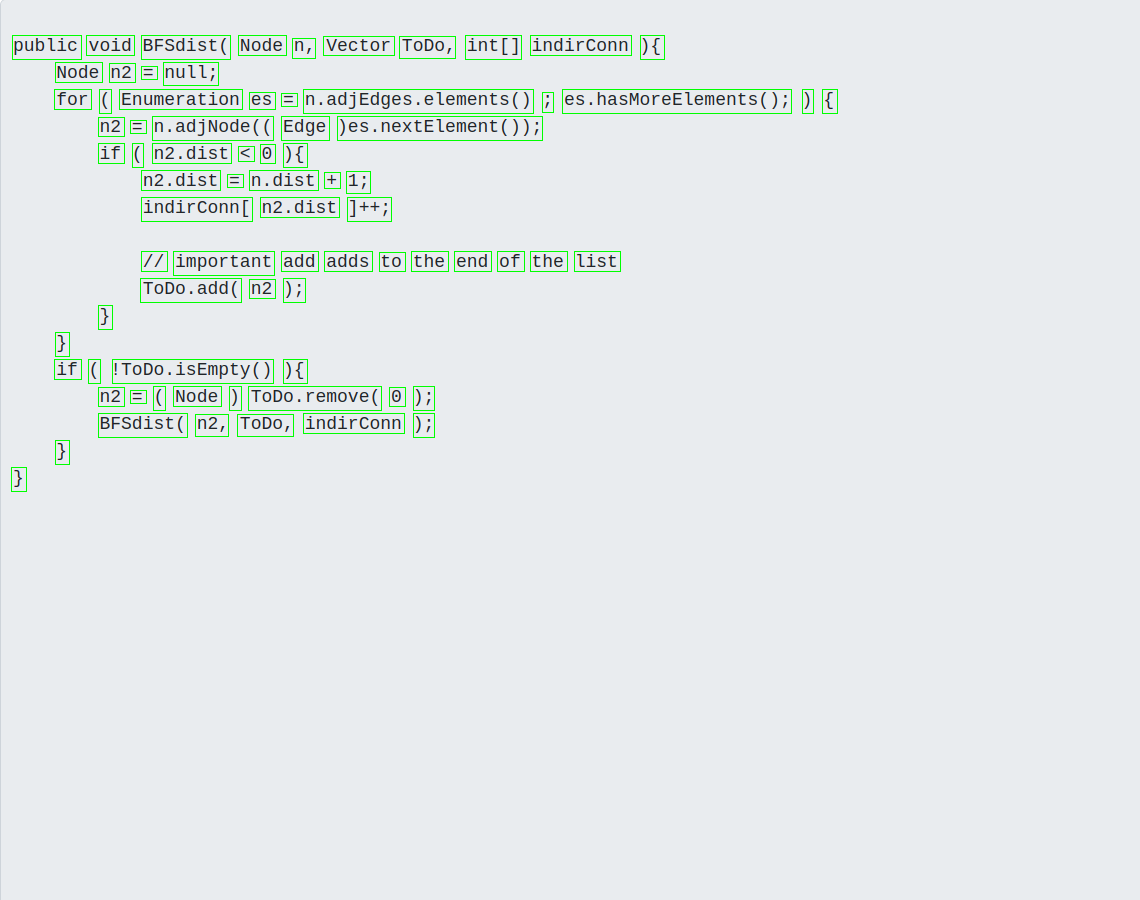 public void BFSdist( Node n, Vector ToDo, int[] indirConn ){
Node n2 = null;
for ( Enumeration es = n.adjEdges.elements() ; es.hasMoreElements(); ) {
n2 = n.adjNode(( Edge )es.nextElement());
if ( n2.dist < 0 ){
n2.dist = n.dist + 1;
indirConn[ n2.dist ]++;
// important add adds to the end of the list
ToDo.add( n2 );
}
}
if ( !ToDo.isEmpty() ){
n2 = ( Node ) ToDo.remove( 0 );
BFSdist( n2, ToDo, indirConn );
}
}